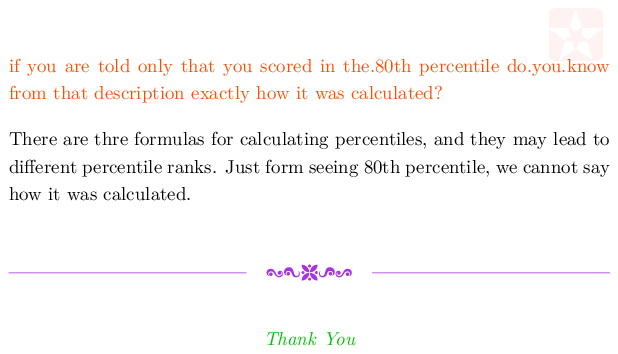 if you are told only that you scored in the.80th percentile do.you.know
from that description exactly how it was calculated?
There are thre formulas for calculating percentiles, and they may lead to
different percentile ranks. Just form seeing 80th percentile, we cannot say
how it was calculated.
Thank You